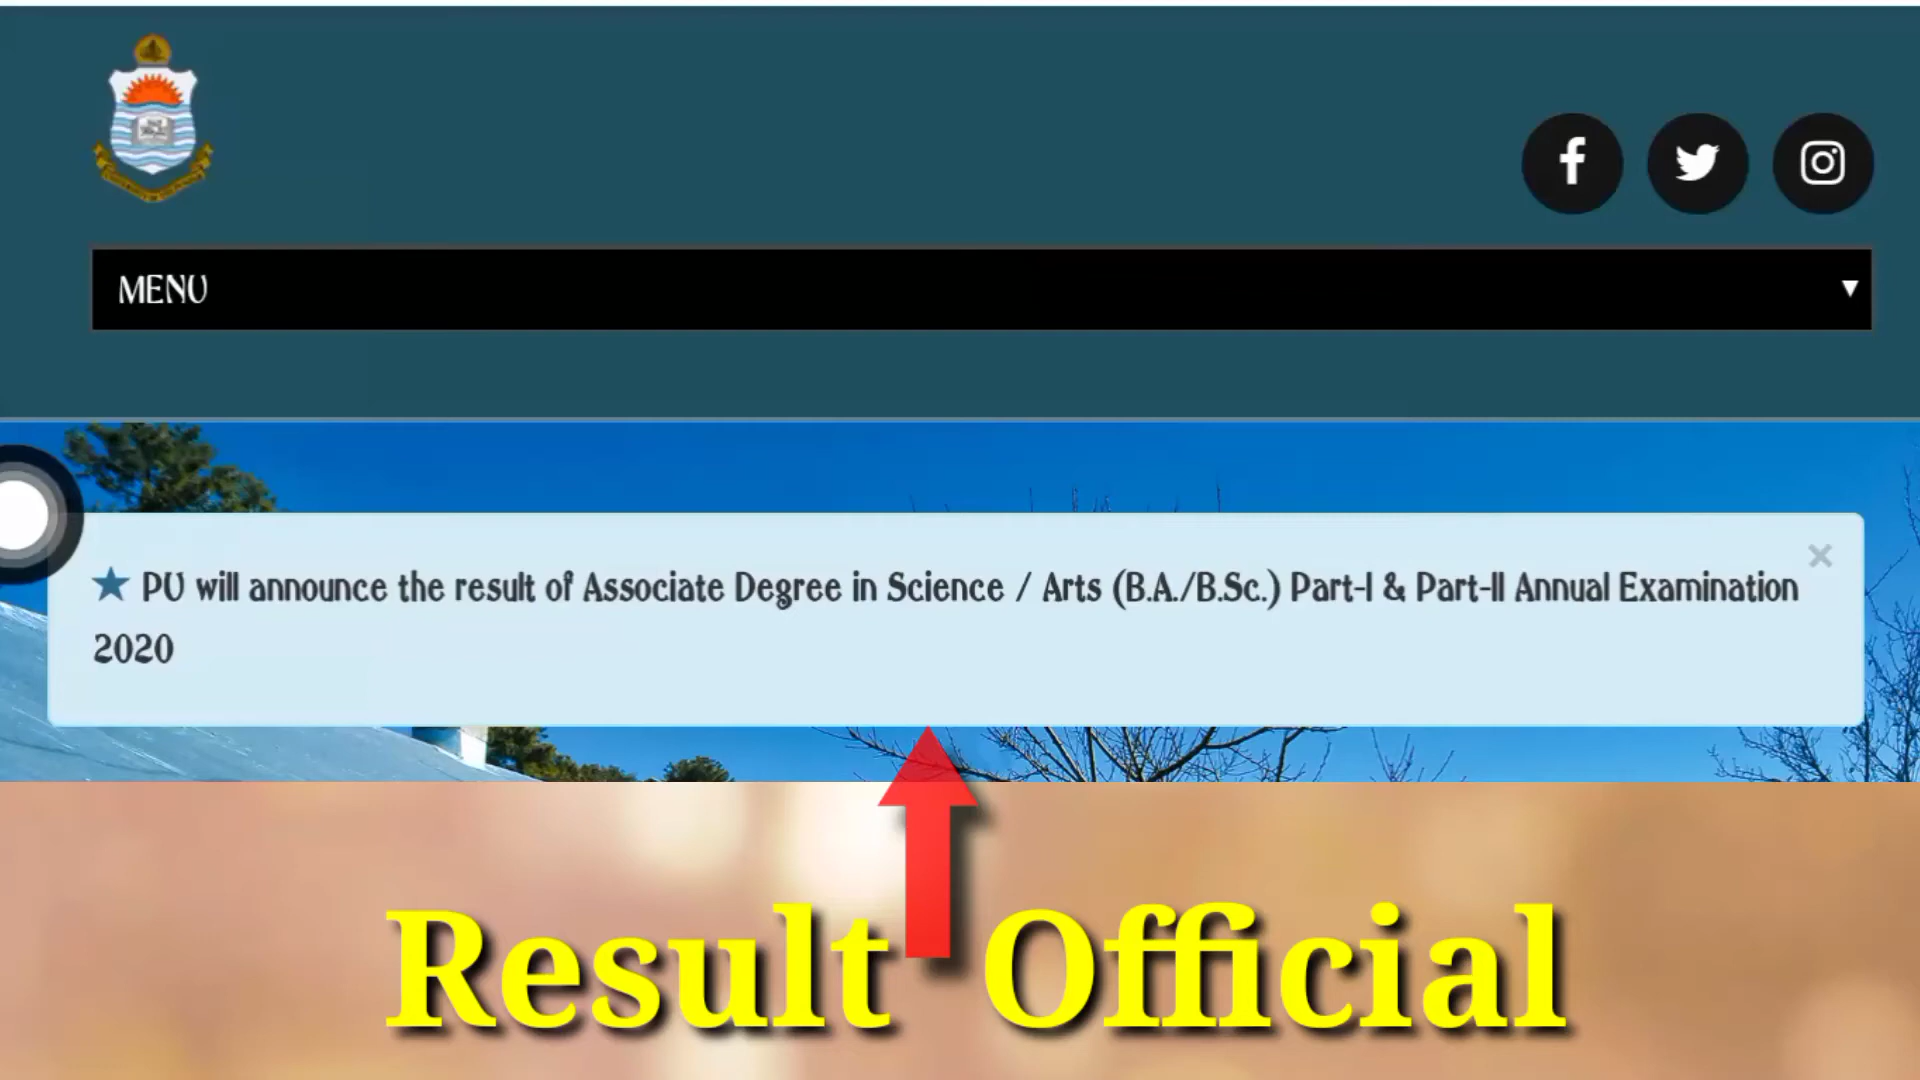 MENU
★ PU will announce the result of Associate Degree in Science / Arts (B.A./B.Sc.) Part-I & Part-II Annual Examination
2020
Result Official